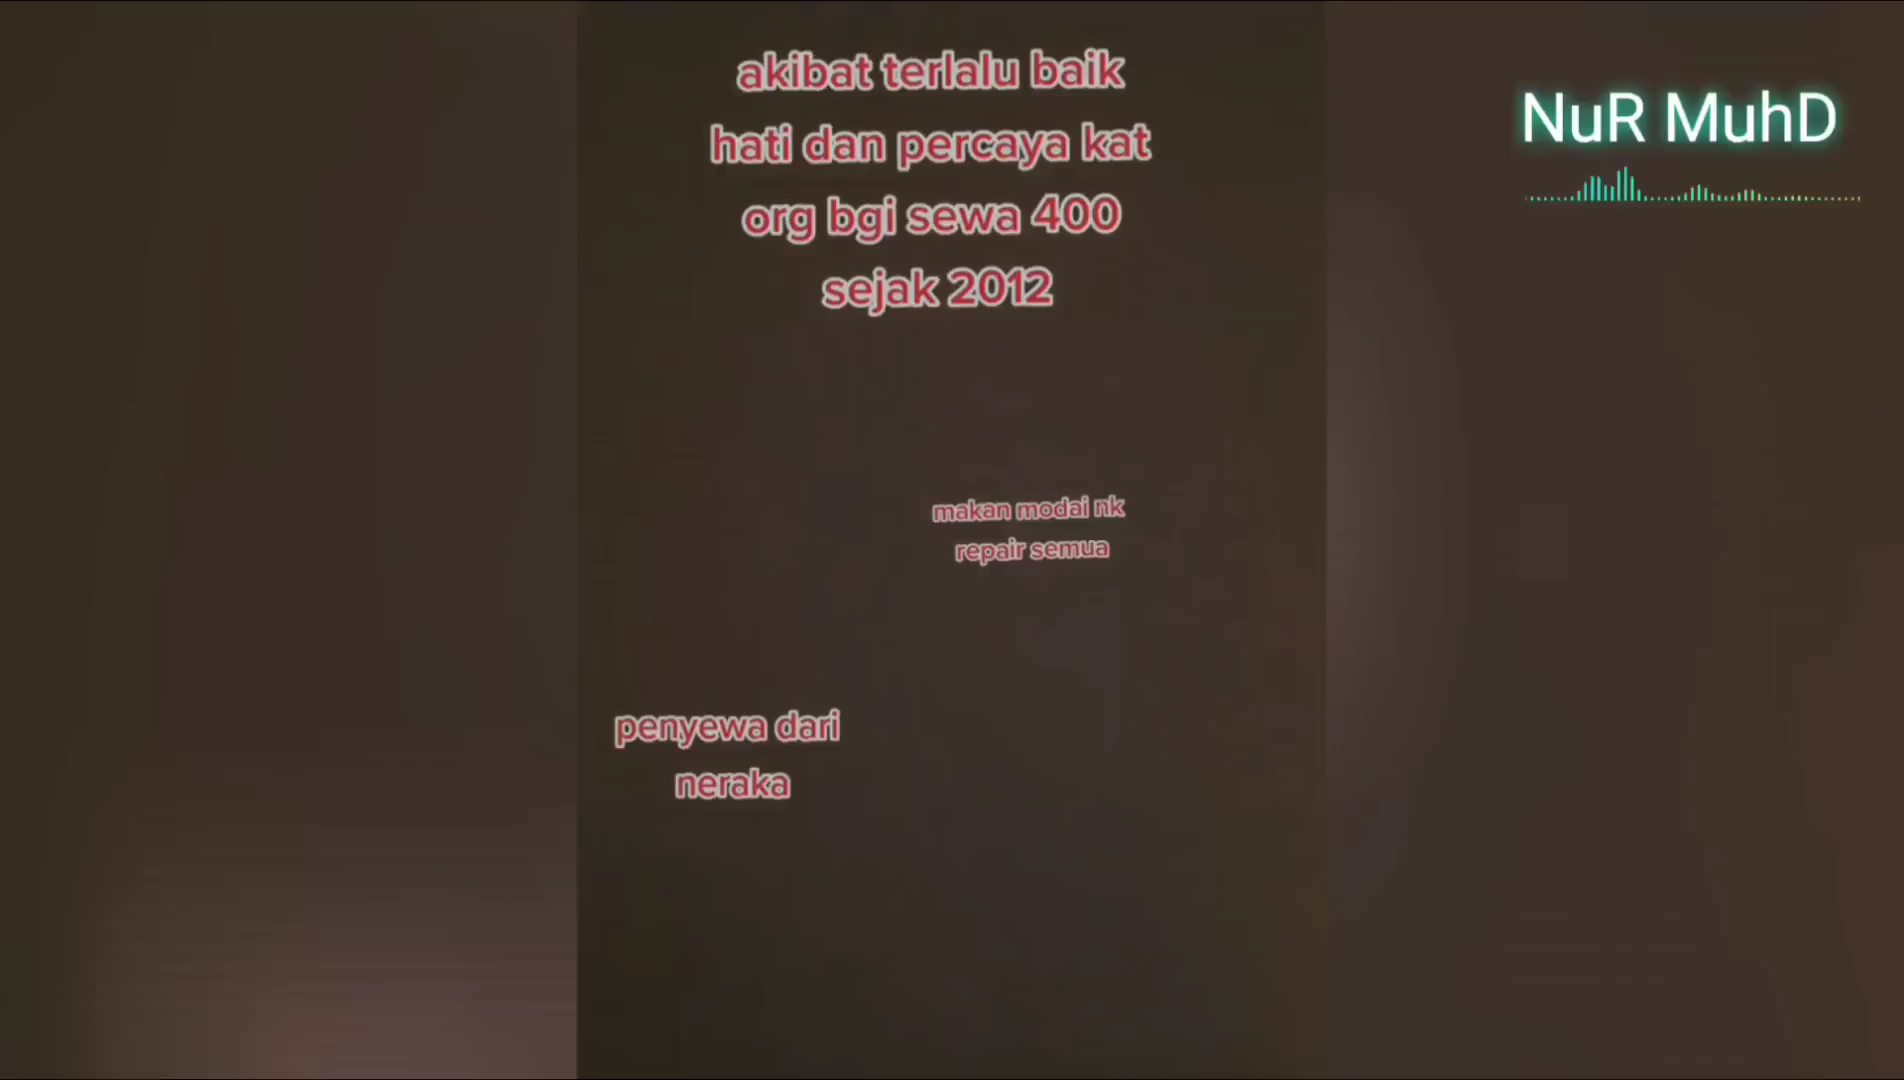 akibat terlalu baik
hati dan percaya kat
org bgi sewa 400
sejak 2012
NuR MuhD
makan modai nk
repair semua
penyewa dari
neraka